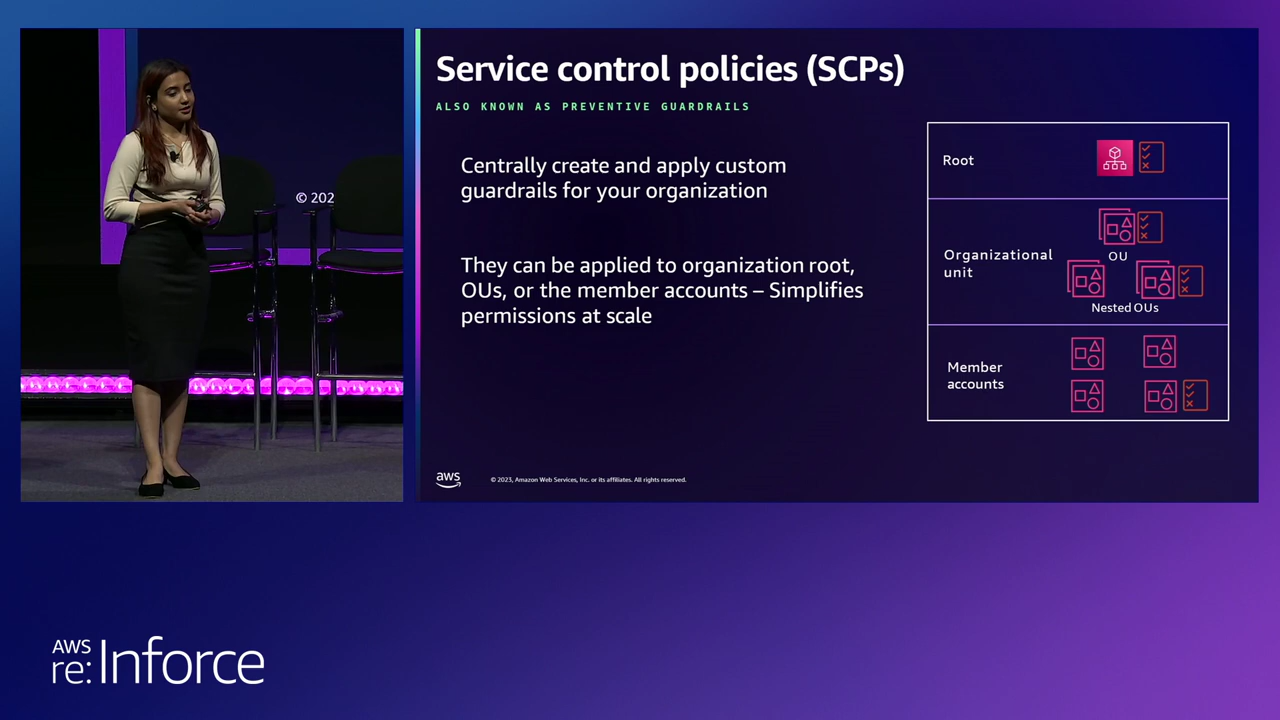 © 202
Service control policies (SCPs)
ALSO KNOWN AS PREVENTIVE GUARDRAILS
Centrally create and apply custom
guardrails for your organization
They can be applied to organization root,
OUs, or the member accounts – Simplifies
permissions at scale
Root
Organizational
unit
OU
Nested OUs
Member
accounts
aws
© 2023, Amazon Web Services, Inc. or its affiliates. All rights reserved.
AWS
re:Inforce